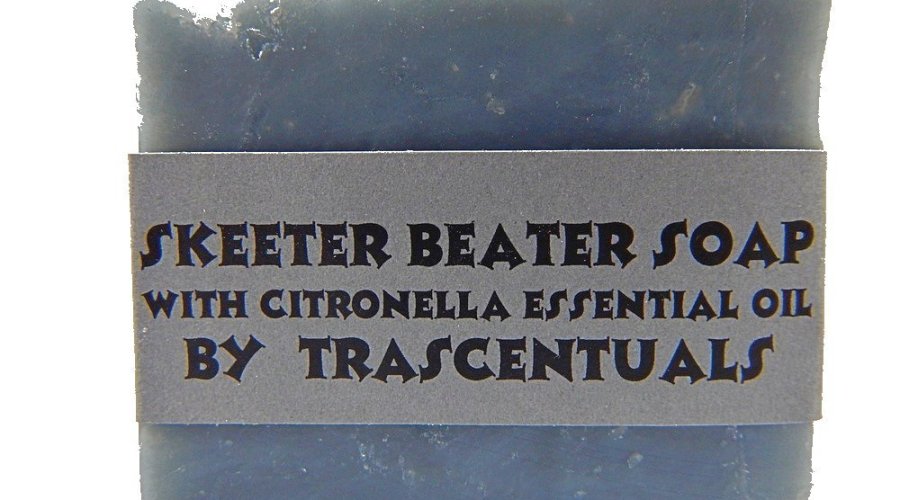 SKEETER BEATER SOAP
WITH CITRONELLA ESSENTIAL OIL
BY TRASCENTUALS